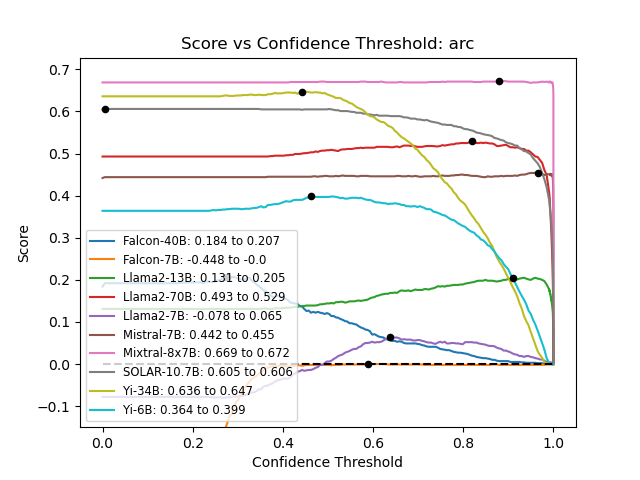 Score vs Confidence Threshold: arc
0.7
0.6
0.5
0.4
0.3
0.2
0.1
0.0
−0.1
Score
Falcon-40B: 0.184 to 0.207
Falcon-7B: -0.448 to -0.0
Llama2-13B: 0.131 to 0.205
Llama2-70B: 0.493 to 0.529
Llama2-7B: -0.078 to 0.065
Mistral-7B: 0.442 to 0.455
Mixtral-8x7B: 0.669 to 0.672
SOLAR-10.7B: 0.605 to 0.606
Yi-34B: 0.636 to 0.647
Yi-6B: 0.364 to 0.399
0.0 0.2 0.4 0.6 0.8 1.0
Confidence Threshold